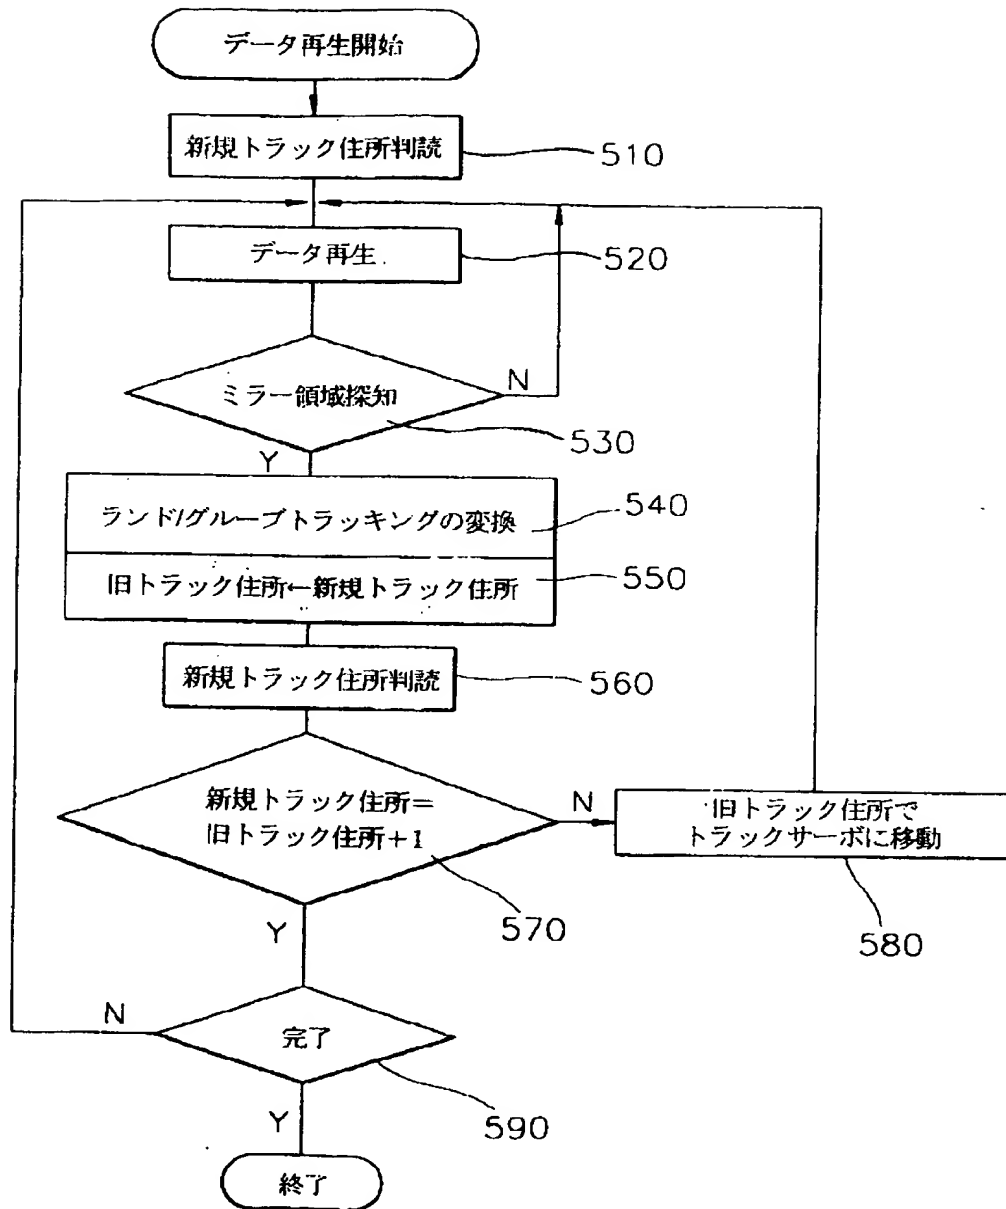 データ再生開始
新規トラック住所判読
510
データ再生
520
ミラー領域探知
N
530
Y
ランド/グルーブトラッキングの変換
540
旧トラック住所←新規トラック住所
550
新規トラック住所判読
560
新規トラック住所=
旧トラック住所+1
N
旧トラック住所で
トラックサーボに移動
570
580
Y
N
完了
590
Y
終了